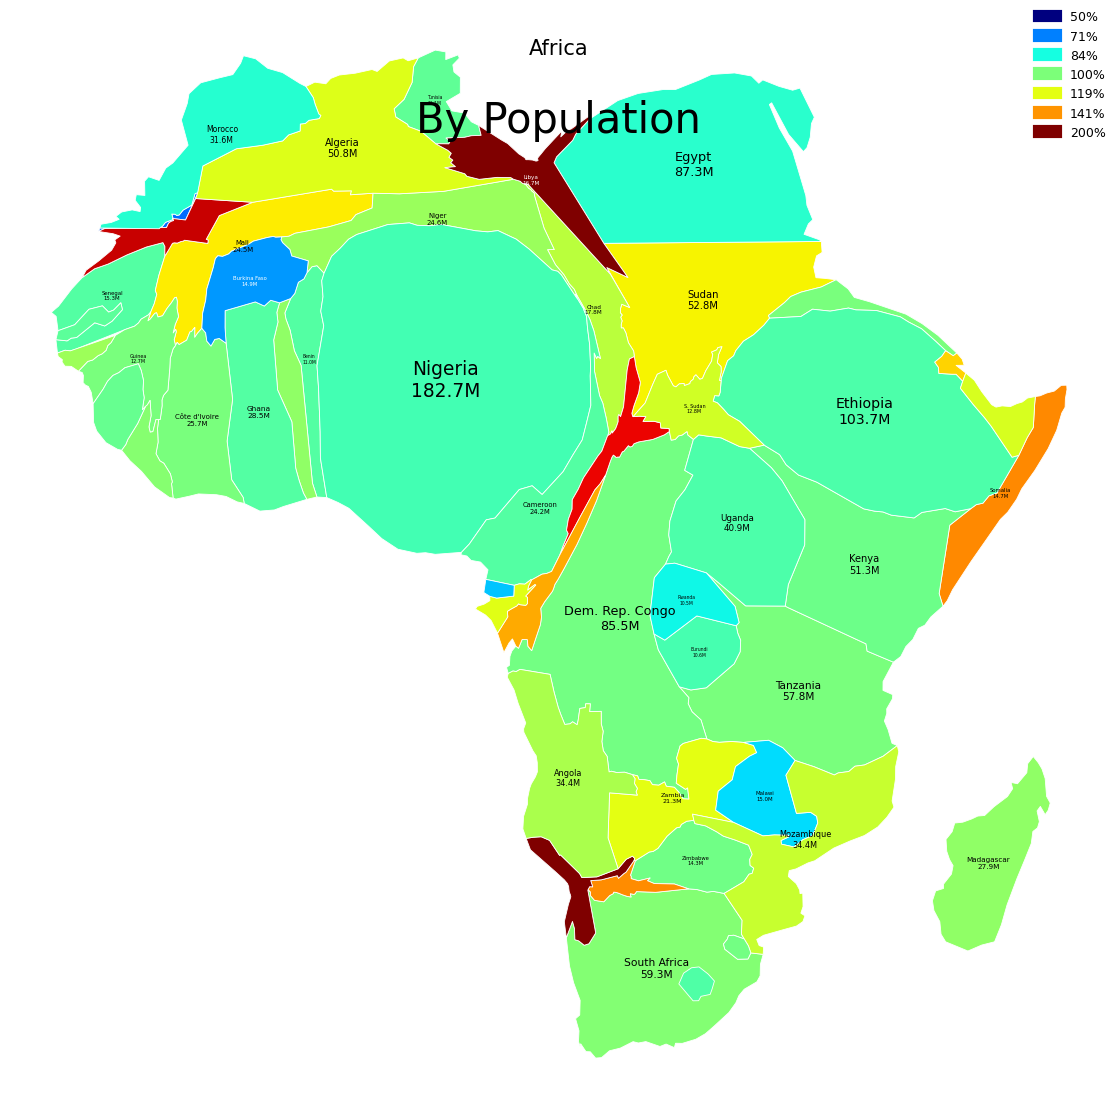 Africa
By Population
50%
71%
84%
100%
119%
141%
200%
Morocco
31.6M
Algeria
50.8M
Tunisia
Libya
16.7M
Egypt
87.3M
Mali
24.5M
Niger
24.6M
Burkina Faso
14.9M
Senegal
15.3M
Chad
17.8M
Sudan
52.8M
Guinea
12.7M
Benin
11.0M
Nigeria
182.7M
Côte d'Ivoire
25.7M
Ghana
28.5M
S. Sudan
12.8M
Ethiopia
103.7M
Somalia
14.7M
Cameroon
24.2M
Uganda
40.9M
Kenya
51.3M
Rwanda
10.5M
Dem. Rep. Congo
85.5M
Burundi
10.6M
Tanzania
57.8M
Angola
34.4M
Zambia
21.3M
Malawi
15.0M
Mozambique
34.4M
Zimbabwe
14.3M
Madagascar
27.9M
South Africa
59.3M